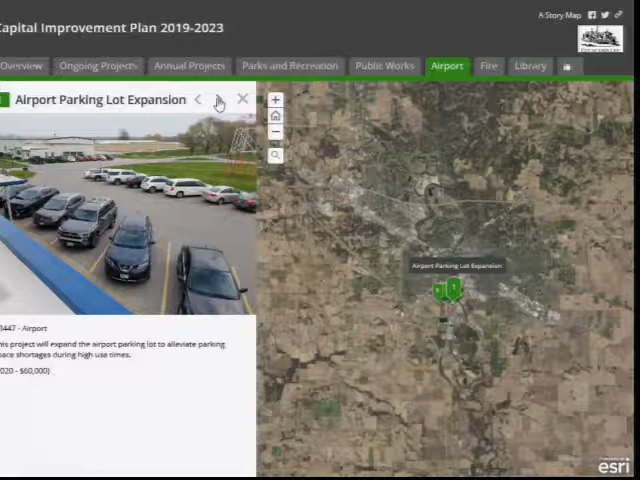 Capital Improvement Plan 2019-2023
A Story Map
Overview
Ongoing Projects
Annual Projects
Parks and Recreation
Public Works
Airport
Fire
Library
Airport Parking Lot Expansion
Airport Parking Lot Expansion
3447 - Airport
his project will expand the airport parking lot to alleviate parking
pace shortages during high use times.
2020 - $60,000)
esri